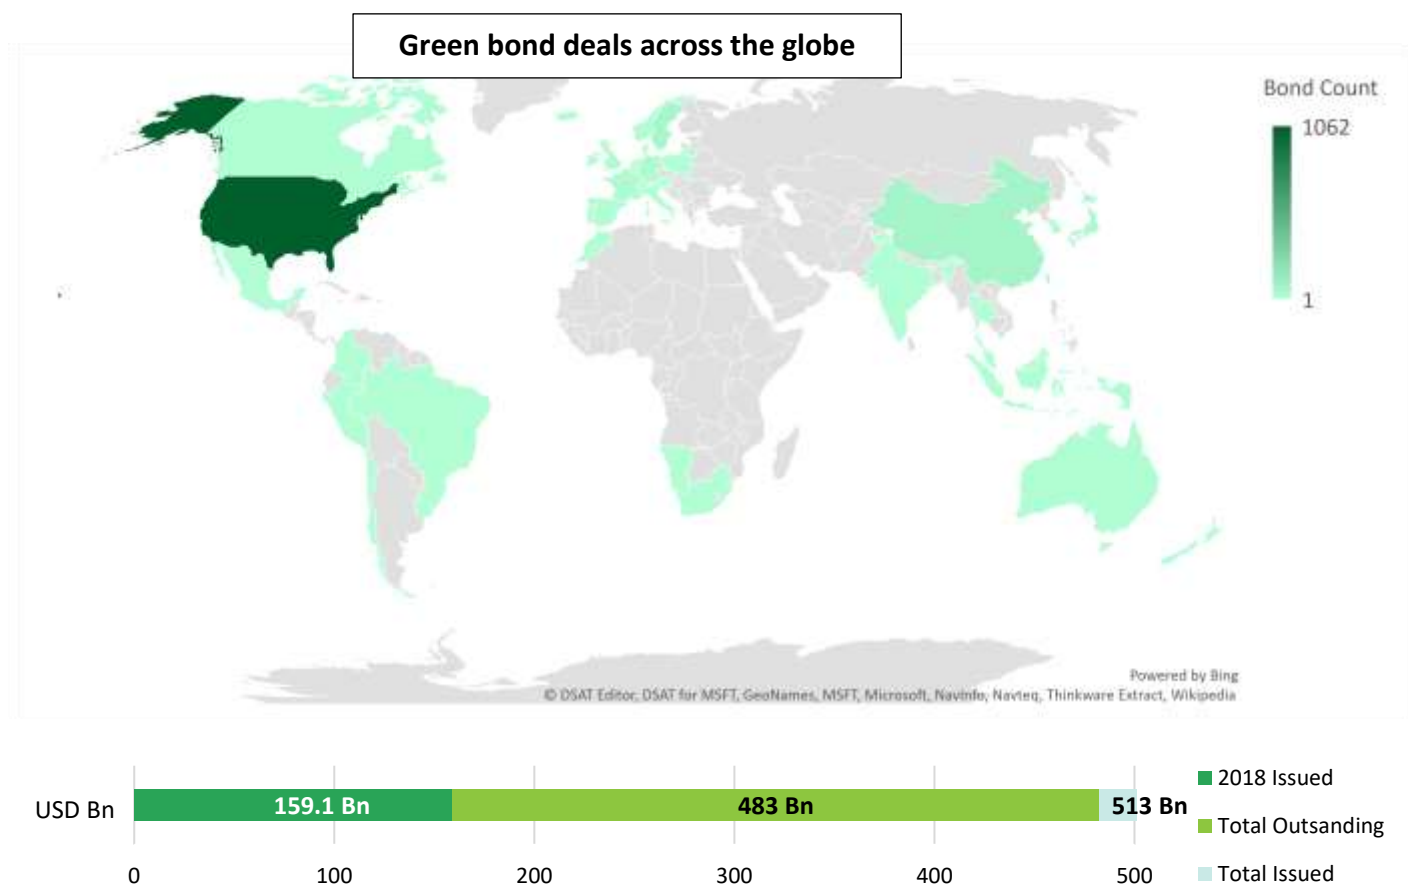 Green bond deals across the globe
Bond Count
1062
1
Powered by Bing
© DSAT Editor, DSAT for MSFT, GeoNames, MSFT, Microsoft, NavInfo, Navteq, Thinkware Extract, Wikipedia
USD Bn
159.1 Bn
483 Bn
513 Bn
0
100
200
300
400
500
2018 Issued
Total Outsanding
Total Issued